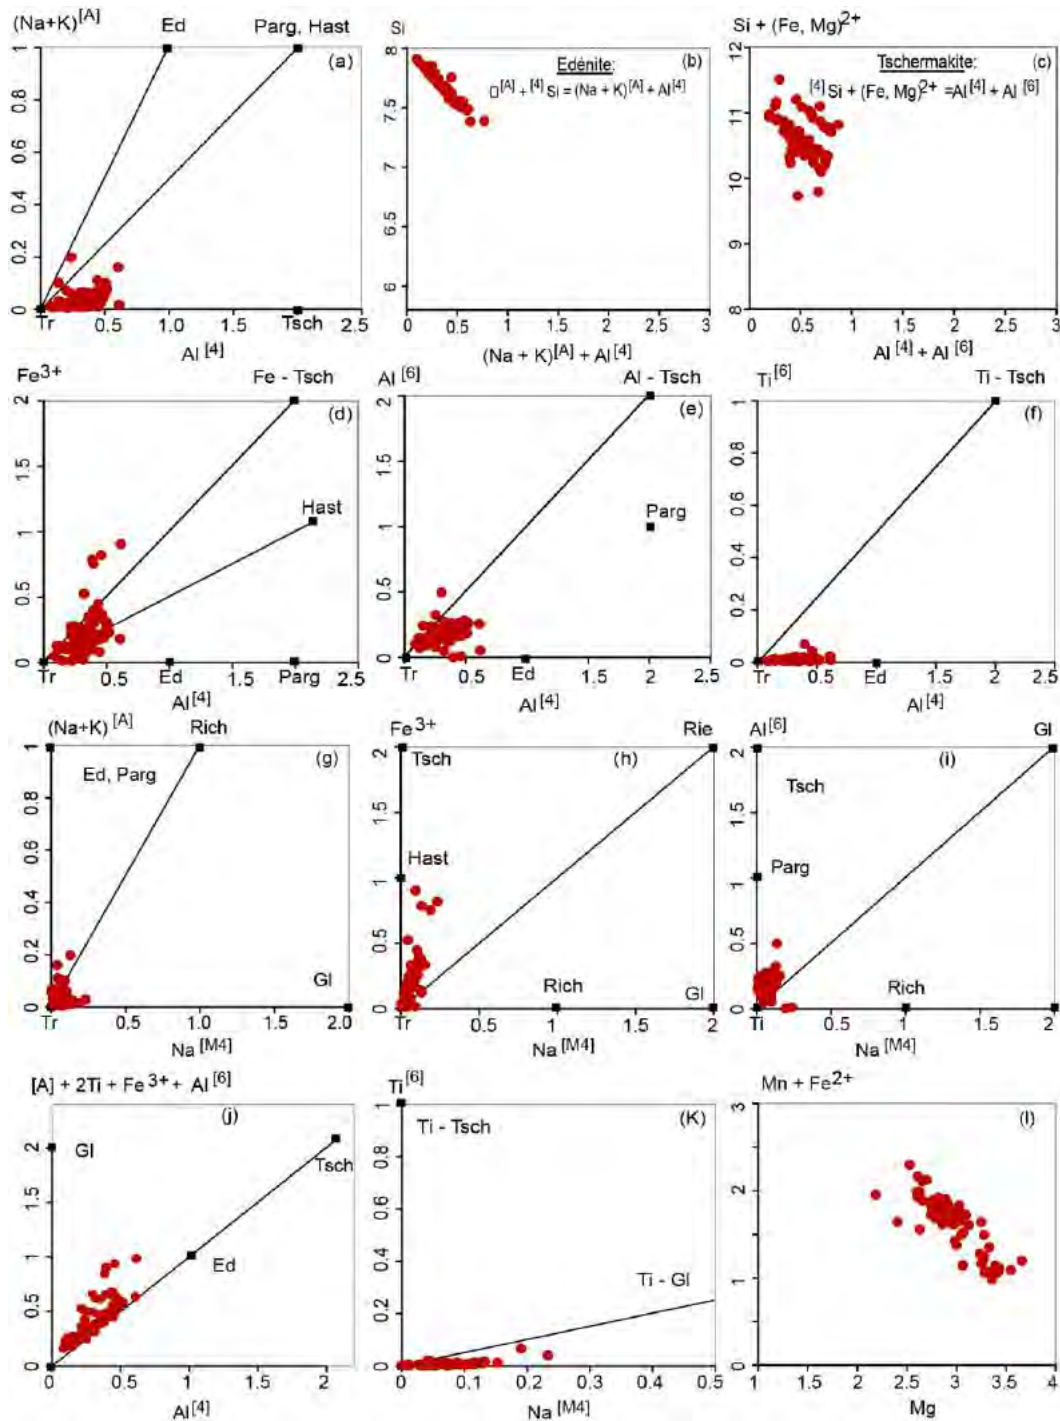 (Na+K)[A]
Ed
Parg, Hast
(a)
1
0.8
0.6
0.4
0.2
0
Tr
0.5
1.0
1.5
Tsch
2.5
Al [4]
Si
(b)
Edénite:
□[A] + [4] Si = (Na + K)[A] + Al[4]
8
7.5
7
6.5
6
0
0.5
1
1.5
2
2.5
3
(Na + K)[A] + Al[4]
Si + (Fe, Mg)2+
(c)
Tschermakite:
[4]Si + (Fe, Mg)2+ =Al[4] + Al [6]
12
11
10
9
8
0
0.5
1
1.5
2
2.5
3
Al [4] + Al [6]
Fe3+
Fe - Tsch
(d)
2
1.5
1
0.5
0
Hast
Tr
0.5
Ed
1.5
Parg
2.5
Al[4]
Al [6]
Al - Tsch
(e)
2
1.5
1
0.5
0
Parg
Tr
0.5
Ed
1.5
2
2.5
Al[4]
Ti[6]
Ti - Tsch
(f)
1
0.8
0.6
0.4
0.2
0
Tr
0.5
Ed
1.5
2
2.5
Al[4]
(Na+K) [A]
Rich
(g)
Ed, Parg
1
0.8
0.6
0.4
0.2
0
Gl
Tr
0.5
1.0
1.5
2.0
Na [M4]
Fe3+
Rie
Tsch
(h)
2
1.5
1
0.5
0
Hast
Rich
Gl
Tr
0.5
1
1.5
2
Na[M4]
Al[6]
Gl
(i)
Tsch
2
1.5
1
0.5
0
Parg
Rich
Ti
0.5
1
1.5
2
Na [M4]
[A] + 2Ti + Fe 3+ + Al [6]
(j)
Gl
Tsch
Ed
2
1.5
1
0.5
0
0
0.5
1
1.5
2
Al[4]
Ti[6]
(K)
Ti - Tsch
1
0.8
0.6
0.4
0.2
0
Ti - Gl
0
0.1
0.2
0.3
0.4
0.5
Na[M4]
Mn + Fe2+
(l)
3
2
1
0
1
1.5
2
2.5
3
3.5
4
Mg